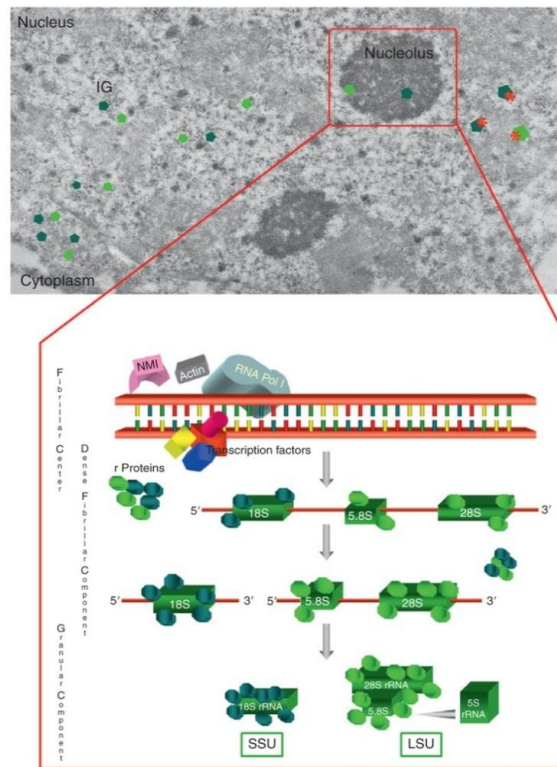 Nucleus
Nucleolus
IG
Cytoplasm
NMI
Actin
RNA Pol I
Fibrillar Center
Transcription factors
Dense Fibrillar Component
r Proteins
5′
18S
5.8S
28S
3′
5′
18S
3′
5′
5.8S
28S
3′
Granular Component
28S rRNA
18S rRNA
5.8S
5S
rRNA
SSU
LSU